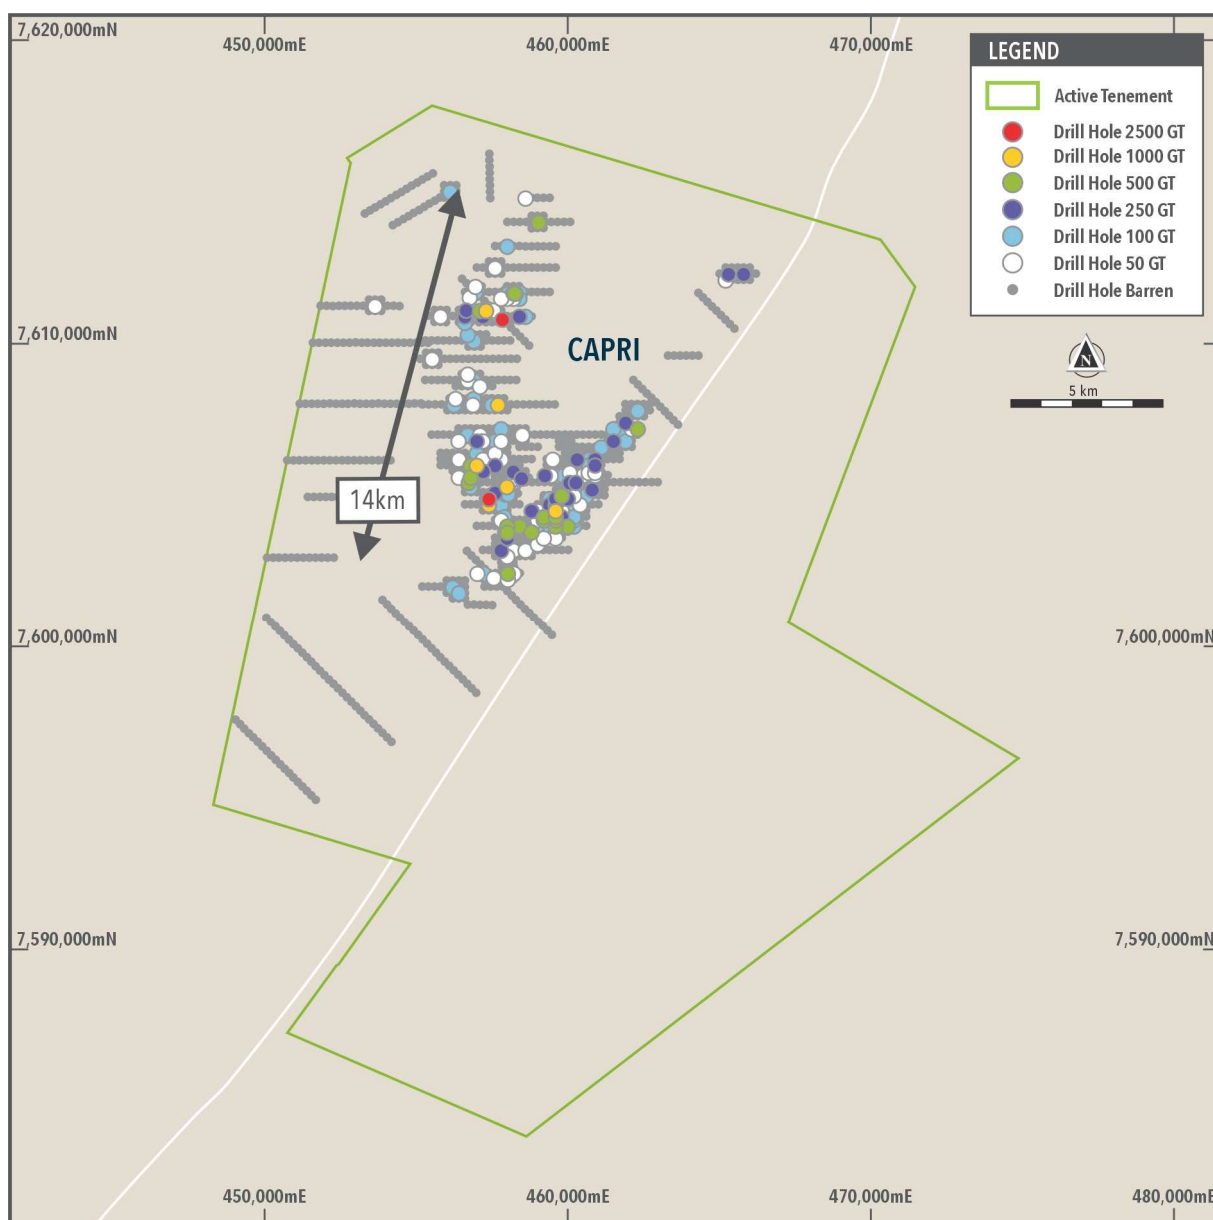 7,620,000mN
450,000mE
460,000mE
470,000mE
LEGEND
Active Tenement
Drill Hole 2500 GT
Drill Hole 1000 GT
Drill Hole 500 GT
Drill Hole 250 GT
Drill Hole 100 GT
Drill Hole 50 GT
Drill Hole Barren
7,610,000mN
CAPRI
N
5 km
14km
7,600,000mN
7,600,000mN
7,590,000mN
7,590,000mN
450,000mE
460,000mE
470,000mE
480,000mE